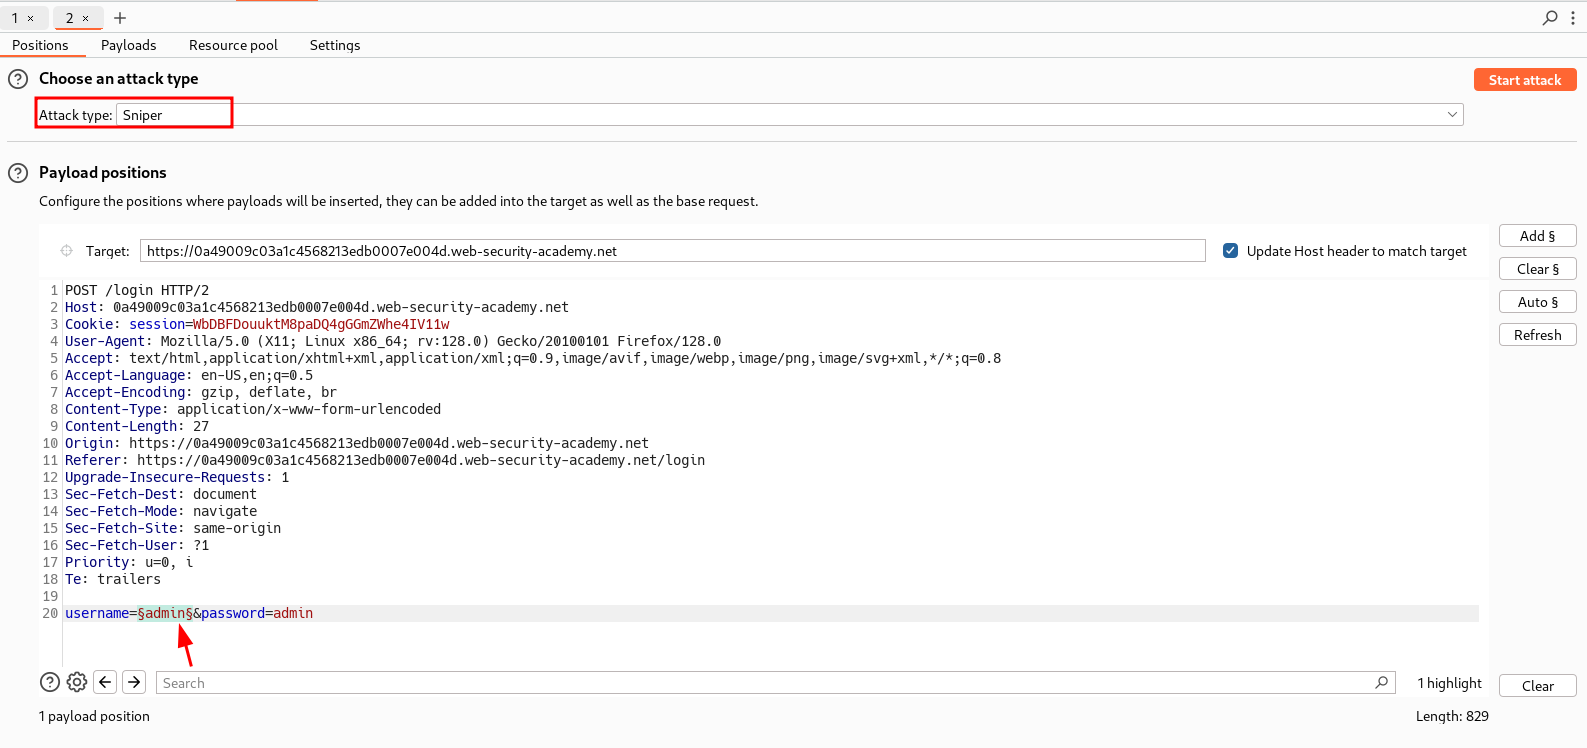 1 × 2 × +
Positions Payloads Resource pool Settings
Choose an attack type
Start attack
Attack type: Sniper
Payload positions
Configure the positions where payloads will be inserted, they can be added into the target as well as the base request.
Target: https://0a49009c03a1c4568213edb0007e004d.web-security-academy.net Update Host header to match target
Add §
Clear §
Auto §
Refresh
1 POST /login HTTP/2
2 Host: 0a49009c03a1c4568213edb0007e004d.web-security-academy.net
3 Cookie: session=WbDBFDouuktM8paDQ4gGGmZWhe4IV11w
4 User-Agent: Mozilla/5.0 (X11; Linux x86_64; rv:128.0) Gecko/20100101 Firefox/128.0
5 Accept: text/html,application/xhtml+xml,application/xml;q=0.9,image/avif,image/webp,image/png,image/svg+xml,*/*;q=0.8
6 Accept-Language: en-US,en;q=0.5
7 Accept-Encoding: gzip, deflate, br
8 Content-Type: application/x-www-form-urlencoded
9 Content-Length: 27
10 Origin: https://0a49009c03a1c4568213edb0007e004d.web-security-academy.net
11 Referer: https://0a49009c03a1c4568213edb0007e004d.web-security-academy.net/login
12 Upgrade-Insecure-Requests: 1
13 Sec-Fetch-Dest: document
14 Sec-Fetch-Mode: navigate
15 Sec-Fetch-Site: same-origin
16 Sec-Fetch-User: ?1
17 Priority: u=0, i
18 Te: trailers
19
20 username=§admin§&password=admin
Search
1 highlight
Clear
1 payload position
Length: 829